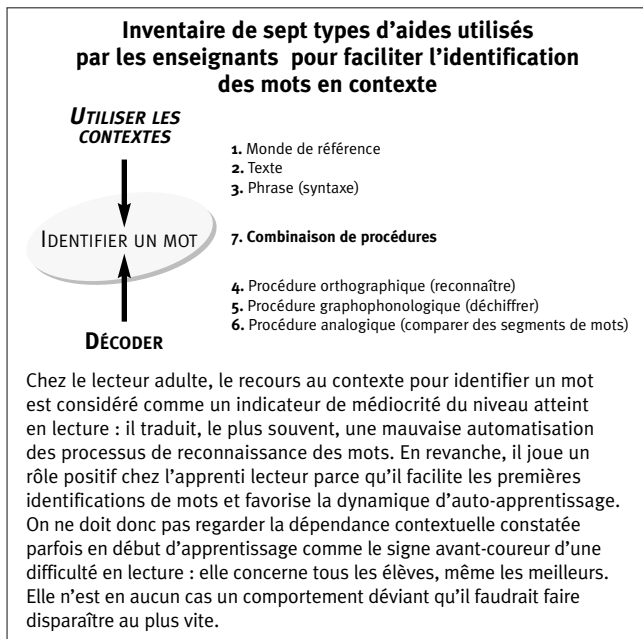 Inventaire de sept types d’aides utilisés
par les enseignants pour faciliter l’identification
des mots en contexte
UTILISER LES
CONTEXTES
1. Monde de référence
2. Texte
3. Phrase (syntaxe)
IDENTIFIER UN MOT
7. Combinaison de procédures
4. Procédure orthographique (reconnaître)
5. Procédure graphophonologique (déchiffrer)
6. Procédure analogique (comparer des segments de mots)
DÉCODER
Chez le lecteur adulte, le recours au contexte pour identifier un mot
est considéré comme un indicateur de médiocrité du niveau atteint
en lecture : il traduit, le plus souvent, une mauvaise automatisation
des processus de reconnaissance des mots. En revanche, il joue un
rôle positif chez l’apprenti lecteur parce qu’il facilite les premières
identifications de mots et favorise la dynamique d’auto-apprentissage.
On ne doit donc pas regarder la dépendance contextuelle constatée
parfois en début d’apprentissage comme le signe avant-coureur d’une
difficulté en lecture : elle concerne tous les élèves, même les meilleurs.
Elle n’est en aucun cas un comportement déviant qu’il faudrait faire
disparaître au plus vite.